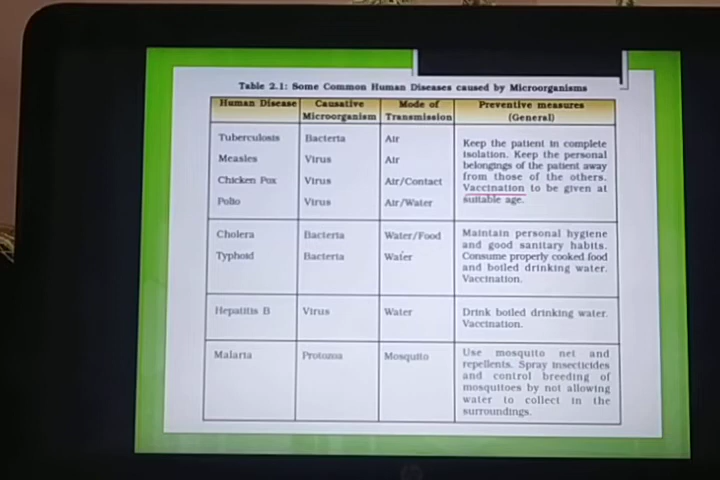 Table 2.1: Some Common Human Diseases caused by Microorganisms
Human Disease Causative Microorganism Mode of Transmission Preventive measures (General)
Tuberculosis Bacteria Air
Measles Virus Air
Chicken Pox Virus Air/Contact
Polio Virus Air/Water
Keep the patient in complete
isolation. Keep the personal
belongings of the patient away
from those of the others.
Vaccination to be given at
suitable age.
Cholera Bacteria Water/Food
Typhoid Bacteria Water
Maintain personal hygiene
and good sanitary habits.
Consume properly cooked food
and boiled drinking water.
Vaccination.
Hepatitis B Virus Water
Drink boiled drinking water.
Vaccination.
Malaria Protozoa Mosquito
Use mosquito net and
repellents. Spray insecticides
and control breeding of
mosquitoes by not allowing
water to collect in the
surroundings.